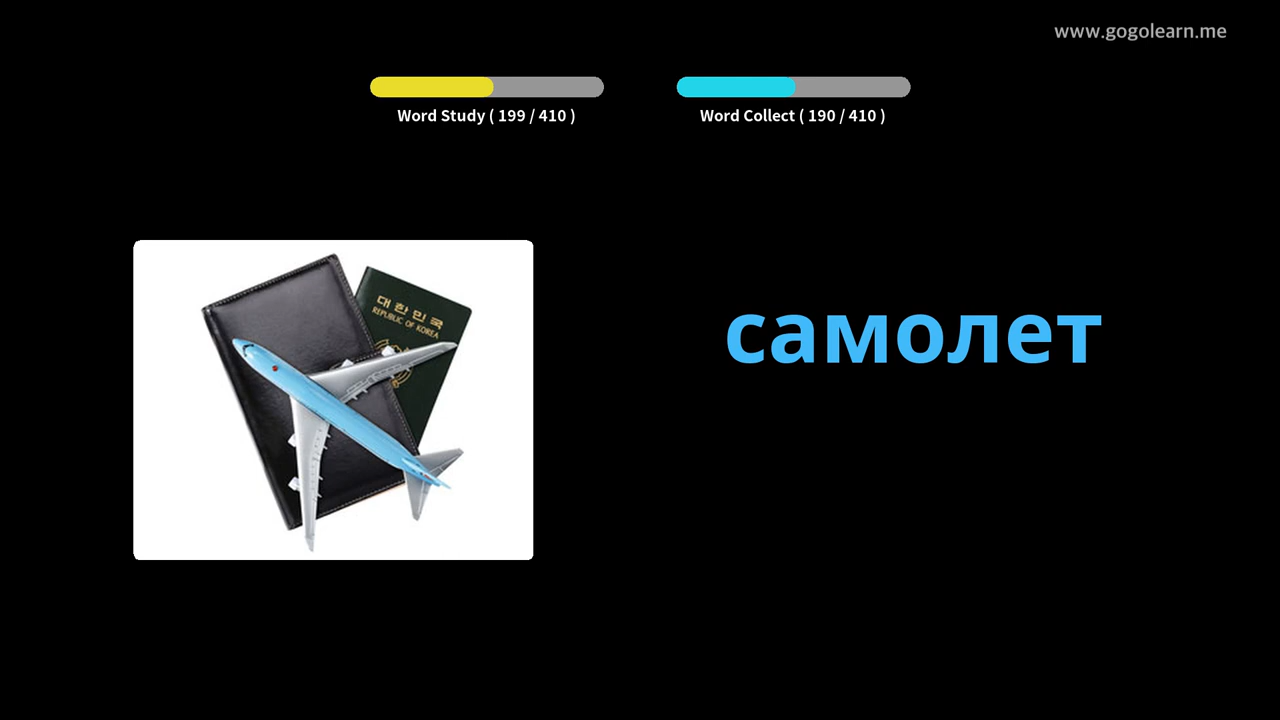 www.gogolearn.me
Word Study ( 199 / 410 )
Word Collect ( 190 / 410 )
대한민국
REPUBLIC OF KOREA
самолет